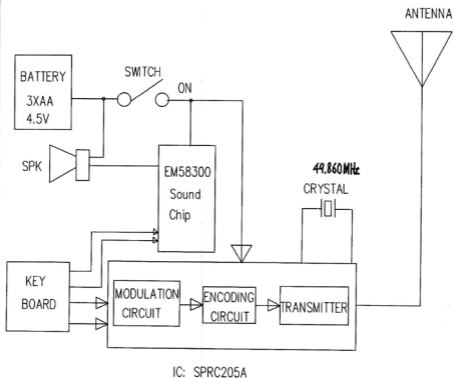 ANTENNA
BATTERY
3XAA
4.5V
SWITCH
ON
SPK
EM58300
Sound
Chip
49.860MHz
CRYSTAL
KEY
BOARD
MODULATION
CIRCUIT
ENCODING
CIRCUIT
TRANSMITTER
IC: SPRC205A